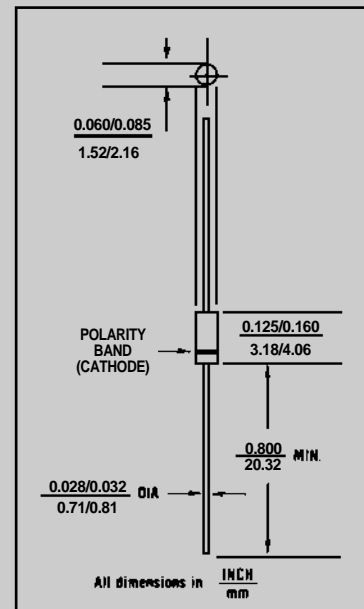 0.060/0.085
1.52/2.16
POLARITY
BAND
(CATHODE)
0.125/0.160
3.18/4.06
0.800
20.32
MIN.
0.028/0.032
0.71/0.81
DIA
All dimensions in INCH
mm